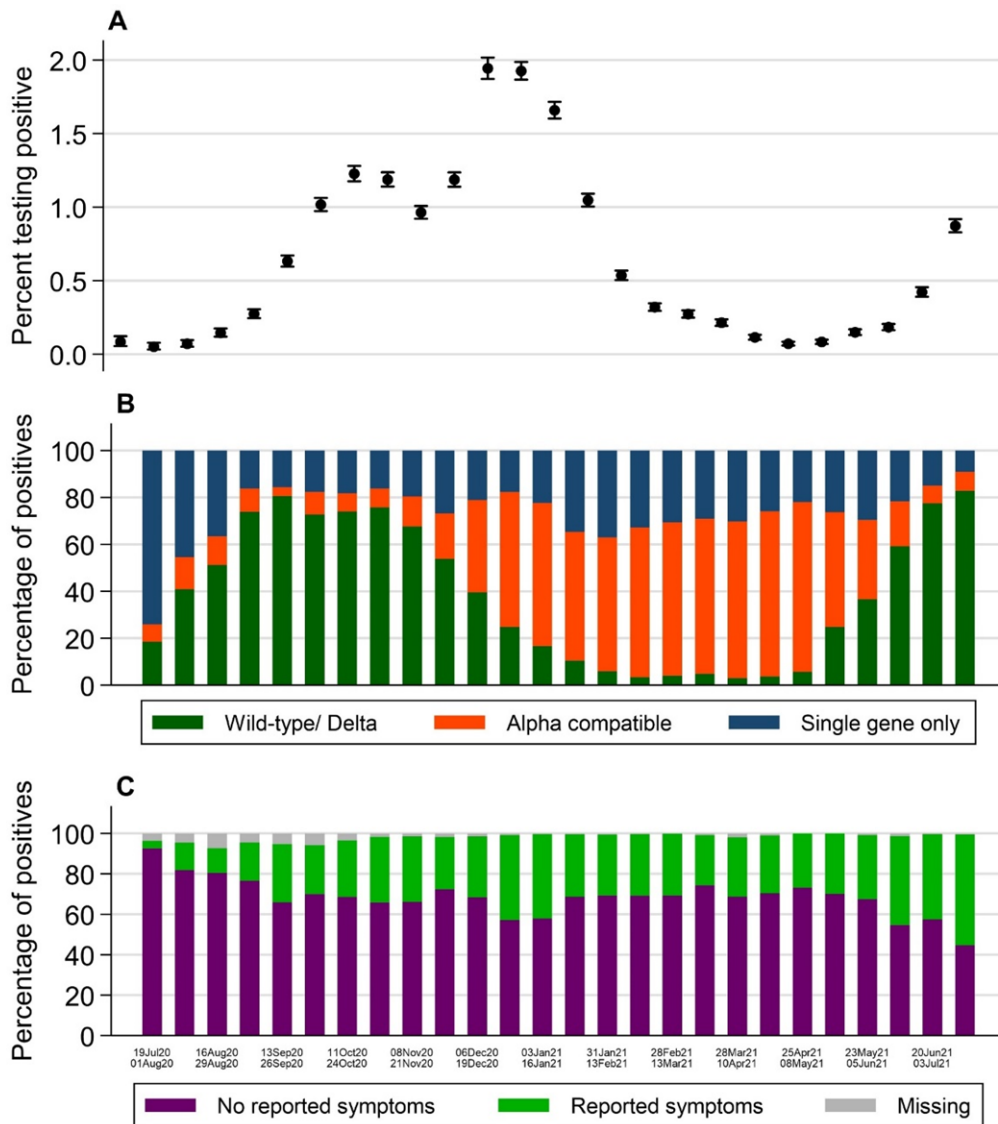 A
Percent testing positive
2.0
1.5
1.0
0.5
0.0
B
Percentage of positives
100
80
60
40
20
0
Wild-type/ Delta
Alpha compatible
Single gene only
C
Percentage of positives
100
80
60
40
20
0
19Jul20 16Aug20 13Sep20 11Oct20 08Nov20 06Dec20 03Jan21 31Jan21 28Feb21 28Mar21 25Apr21 23May21 20Jun21
01Aug20 29Aug20 26Sep20 24Oct20 21Nov20 19Dec20 16Jan21 13Feb21 13Mar21 10Apr21 08May21 05Jun21 03Jul21
No reported symptoms
Reported symptoms
Missing